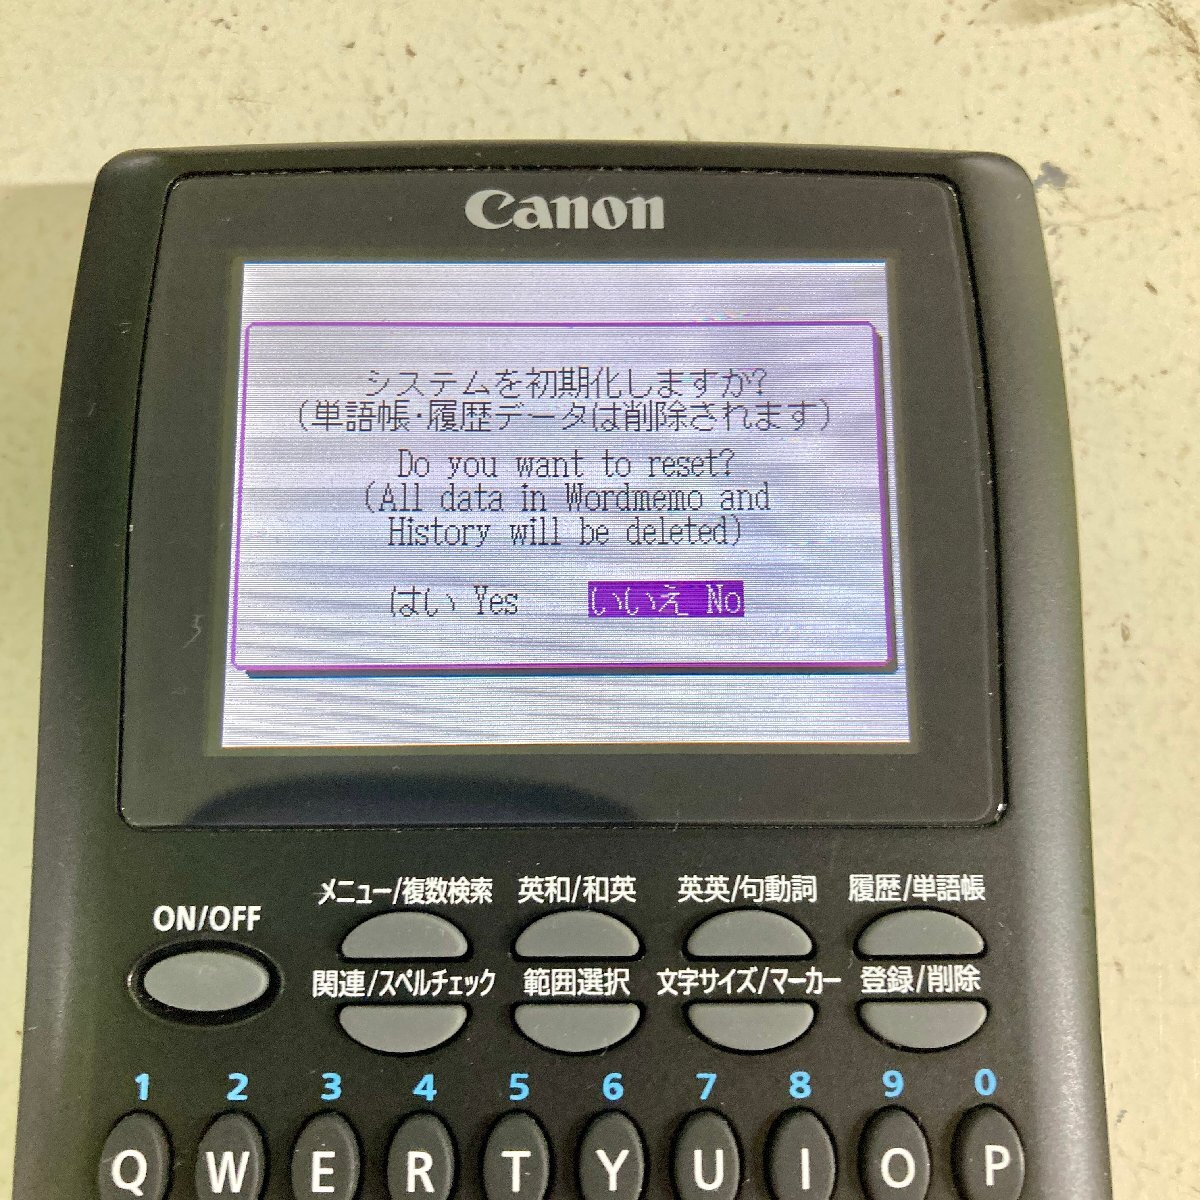 Canon
システムを初期化しますか?
(単語帳・履歴データは削除されます)
Do you want to reset?
(All data in Wordmemo and
History will be deleted)
はい Yes いいえ No
メニュー/複数検索 英和/和英 英英/句動詞 履歴/単語帳
ON/OFF
関連/スペルチェック 範囲選択 文字サイズ/マーカー 登録/削除
1 2 3 4 5 6 7 8 9 0
Q W E R T Y U I O P